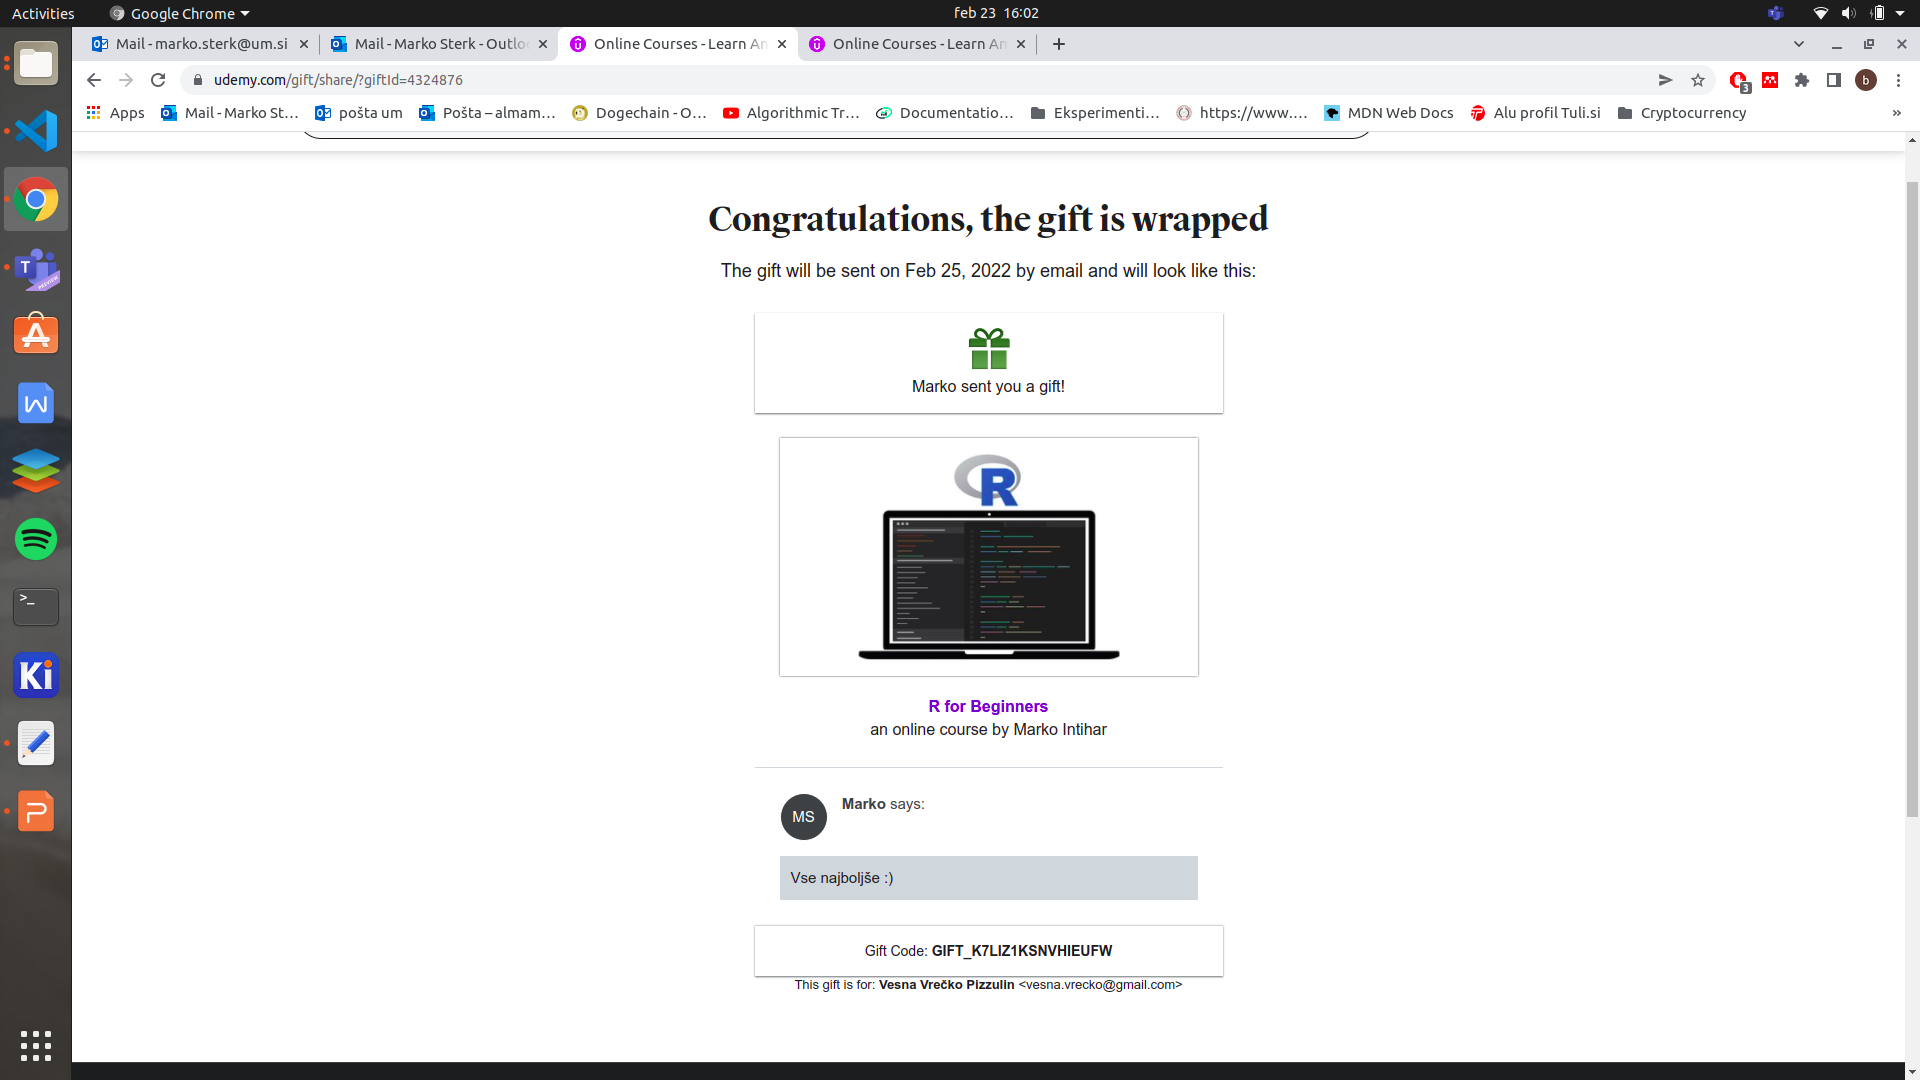 Activities
Google Chrome
feb 23 16:02
Mail - marko.sterk@um.si
Mail - Marko Sterk - Outlo
Online Courses - Learn An
Online Courses - Learn An
udemy.com/gift/share/?giftId=4324876
3
b
Apps
Mail - Marko St...
pošta um
Pošta – almam...
Dogechain - O...
Algorithmic Tr...
Documentatio...
Eksperimenti...
https://www....
MDN Web Docs
Alu profil Tuli.si
Cryptocurrency
»
Congratulations, the gift is wrapped
The gift will be sent on Feb 25, 2022 by email and will look like this:
Marko sent you a gift!
R
R for Beginners
an online course by Marko Intihar
MS
Marko says:
Vse najboljše :)
Gift Code: GIFT_K7LIZ1KSNVHIEUFW
This gift is for: Vesna Vrečko Pizzulin <vesna.vrecko@gmail.com>
T
W
>_
Ki
P